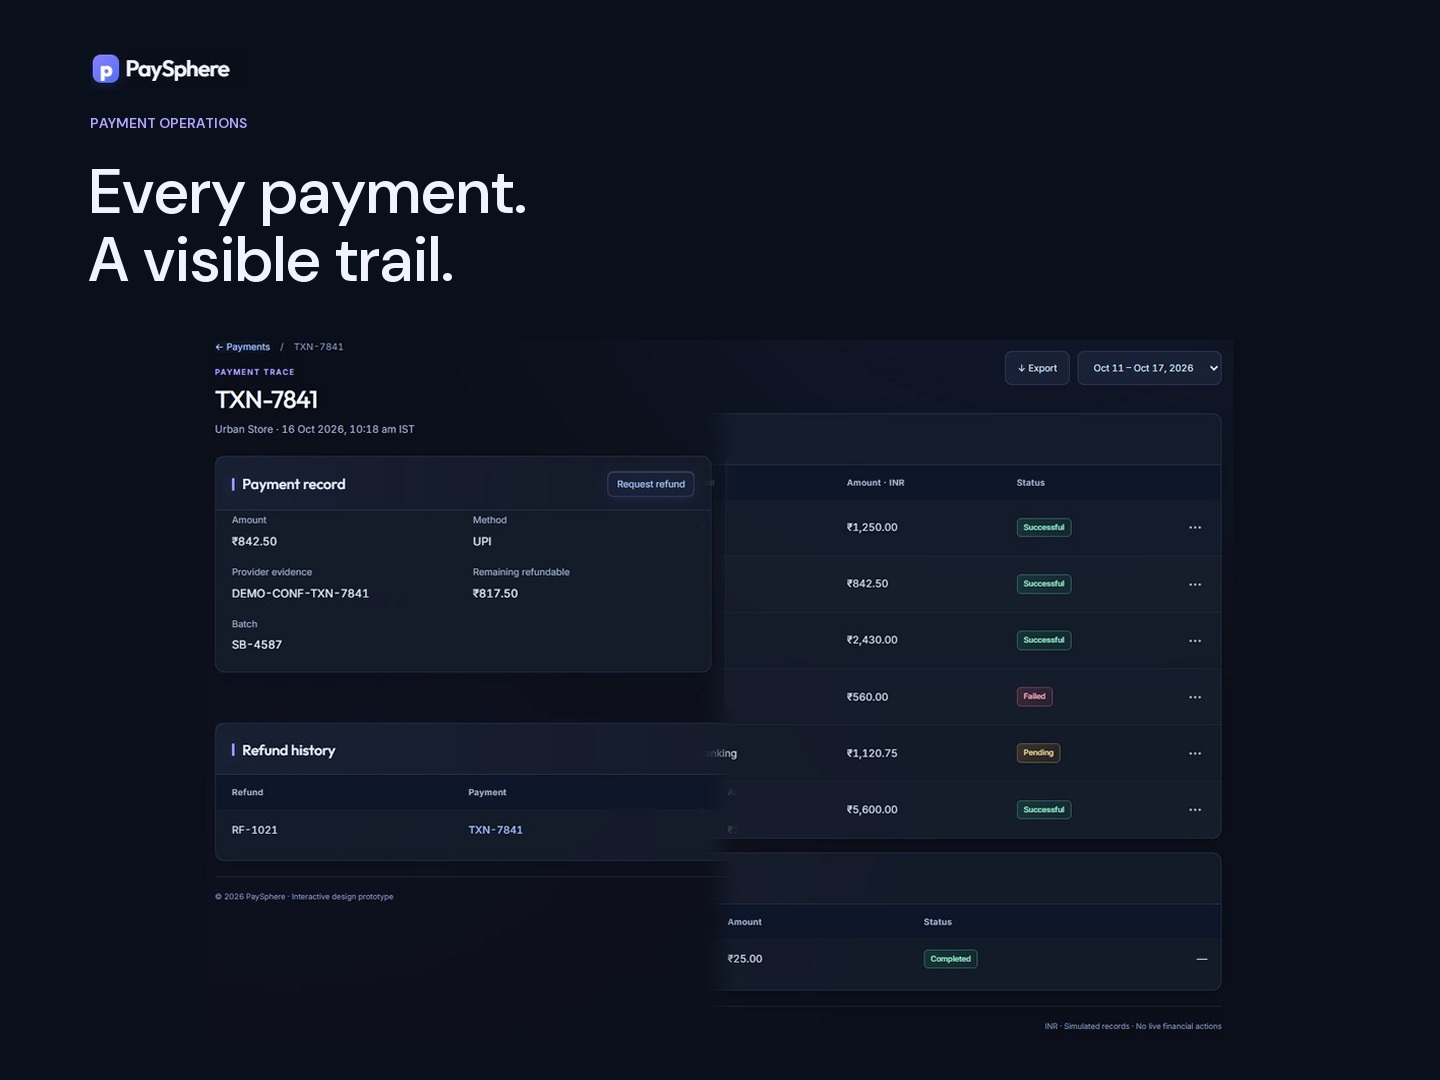 p PaySphere
PAYMENT OPERATIONS
Every payment.
A visible trail.
← Payments / TXN-7841
PAYMENT TRACE
TXN-7841
Urban Store · 16 Oct 2026, 10:18 am IST
↓ Export
Oct 11 – Oct 17, 2026
Payment record
Request refund
Amount
₹842.50
Method
UPI
Provider evidence
DEMO-CONF-TXN-7841
Remaining refundable
₹817.50
Batch
SB-4587
Refund history
Refund Payment
RF-1021 TXN-7841
© 2026 PaySphere · Interactive design prototype
Amount · INR Status
₹1,250.00 Successful ...
₹842.50 Successful ...
₹2,430.00 Successful ...
₹560.00 Failed ...
anking ₹1,120.75 Pending ...
₹5,600.00 Successful ...
Amount Status
₹25.00 Completed —
INR · Simulated records · No live financial actions